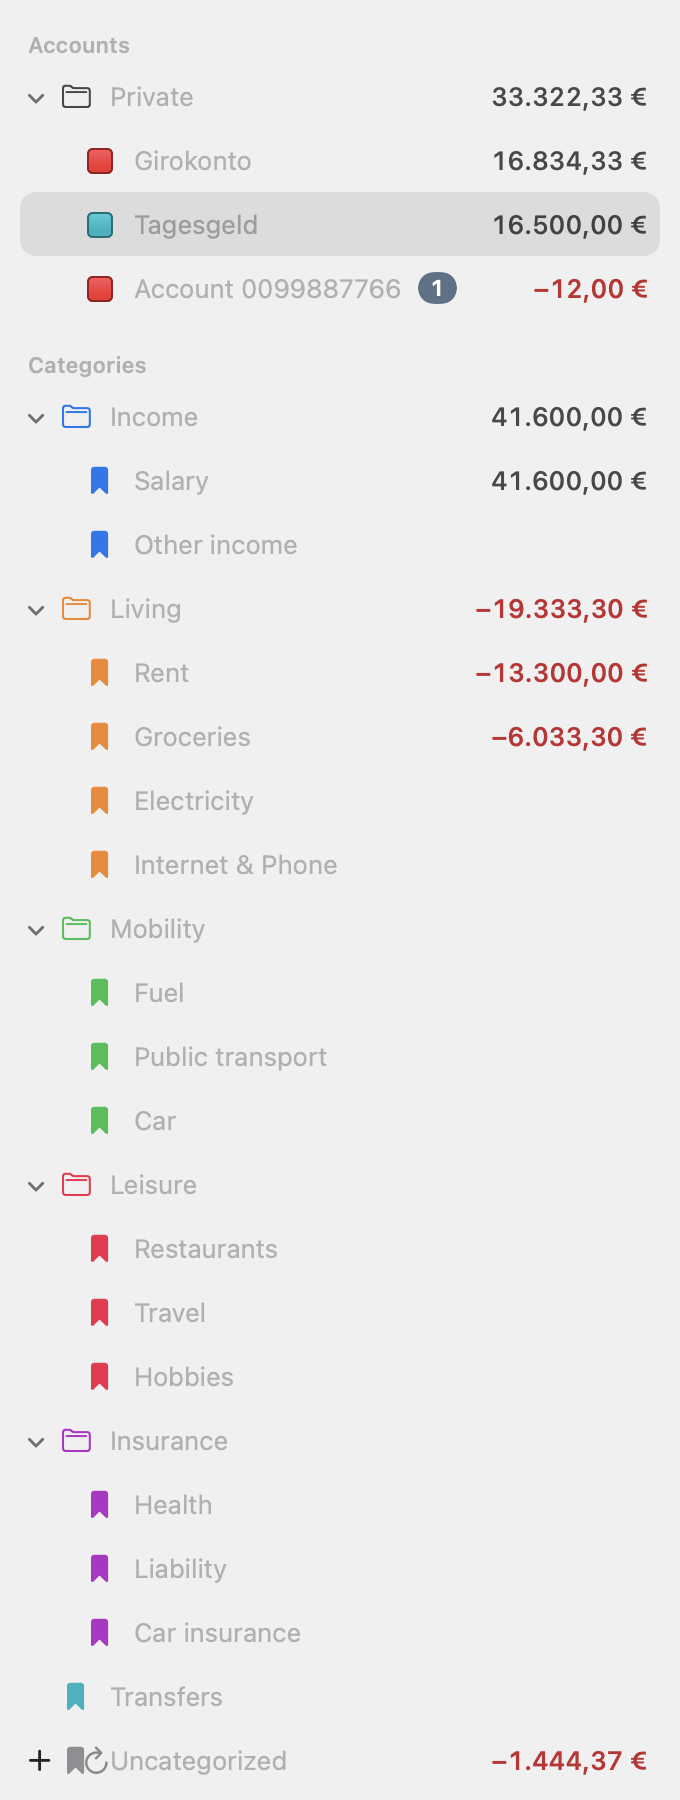 Accounts
Private 33.322,33 €
Girokonto 16.834,33 €
Tagesgeld 16.500,00 €
Account 0099887766 1 −12,00 €
Categories
Income 41.600,00 €
Salary 41.600,00 €
Other income
Living −19.333,30 €
Rent −13.300,00 €
Groceries −6.033,30 €
Electricity
Internet & Phone
Mobility
Fuel
Public transport
Car
Leisure
Restaurants
Travel
Hobbies
Insurance
Health
Liability
Car insurance
Transfers
Uncategorized −1.444,37 €